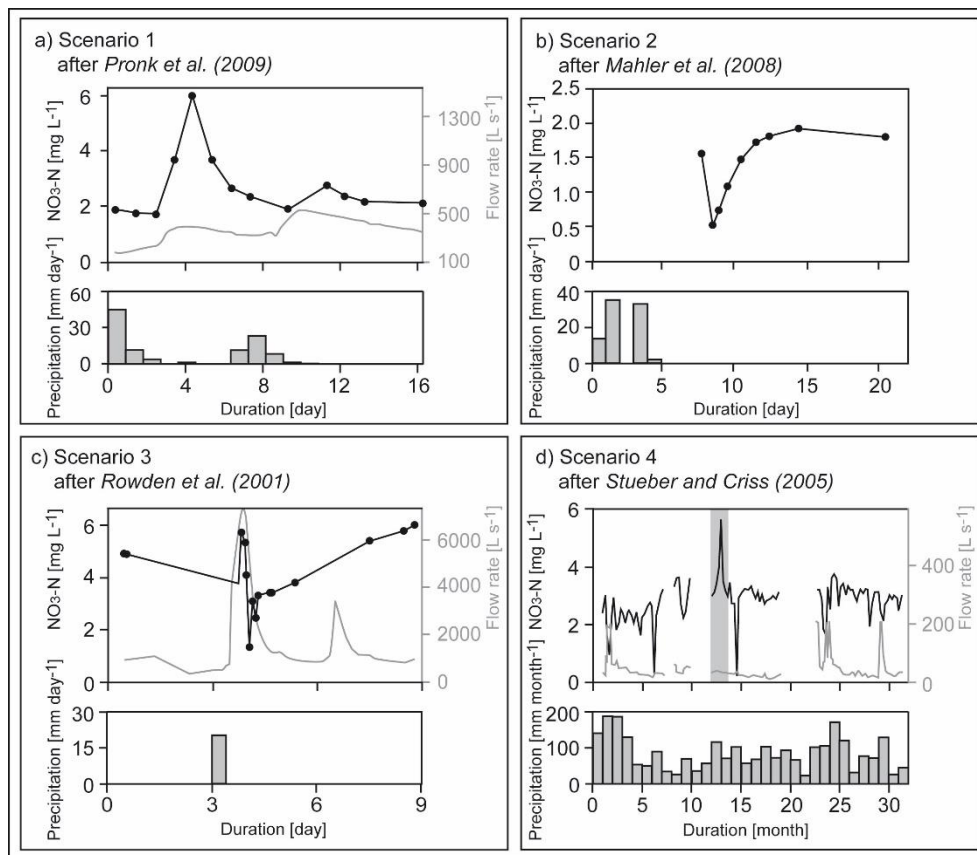 a) Scenario 1
after Pronk et al. (2009)
NO3-N [mg L-1]
6
4
2
0
Flow rate [L s-1]
1300
900
500
100
Precipitation [mm day-1]
60
30
0
0 4 8 12 16
Duration [day]
b) Scenario 2
after Mahler et al. (2008)
NO3-N [mg L-1]
2.5
2.0
1.5
1.0
0.5
0
Precipitation [mm day-1]
40
20
0
0 5 10 15 20
Duration [day]
c) Scenario 3
after Rowden et al. (2001)
NO3-N [mg L-1]
6
4
2
0
Flow rate [L s-1]
6000
4000
2000
0
Precipitation [mm day-1]
30
15
0
0 3 6 9
Duration [day]
d) Scenario 4
after Stueber and Criss (2005)
NO3-N [mg L-1]
6
4
2
0
Flow rate [L s-1]
400
200
0
Precipitation [mm month-1]
200
100
0
0 5 10 15 20 25 30
Duration [month]